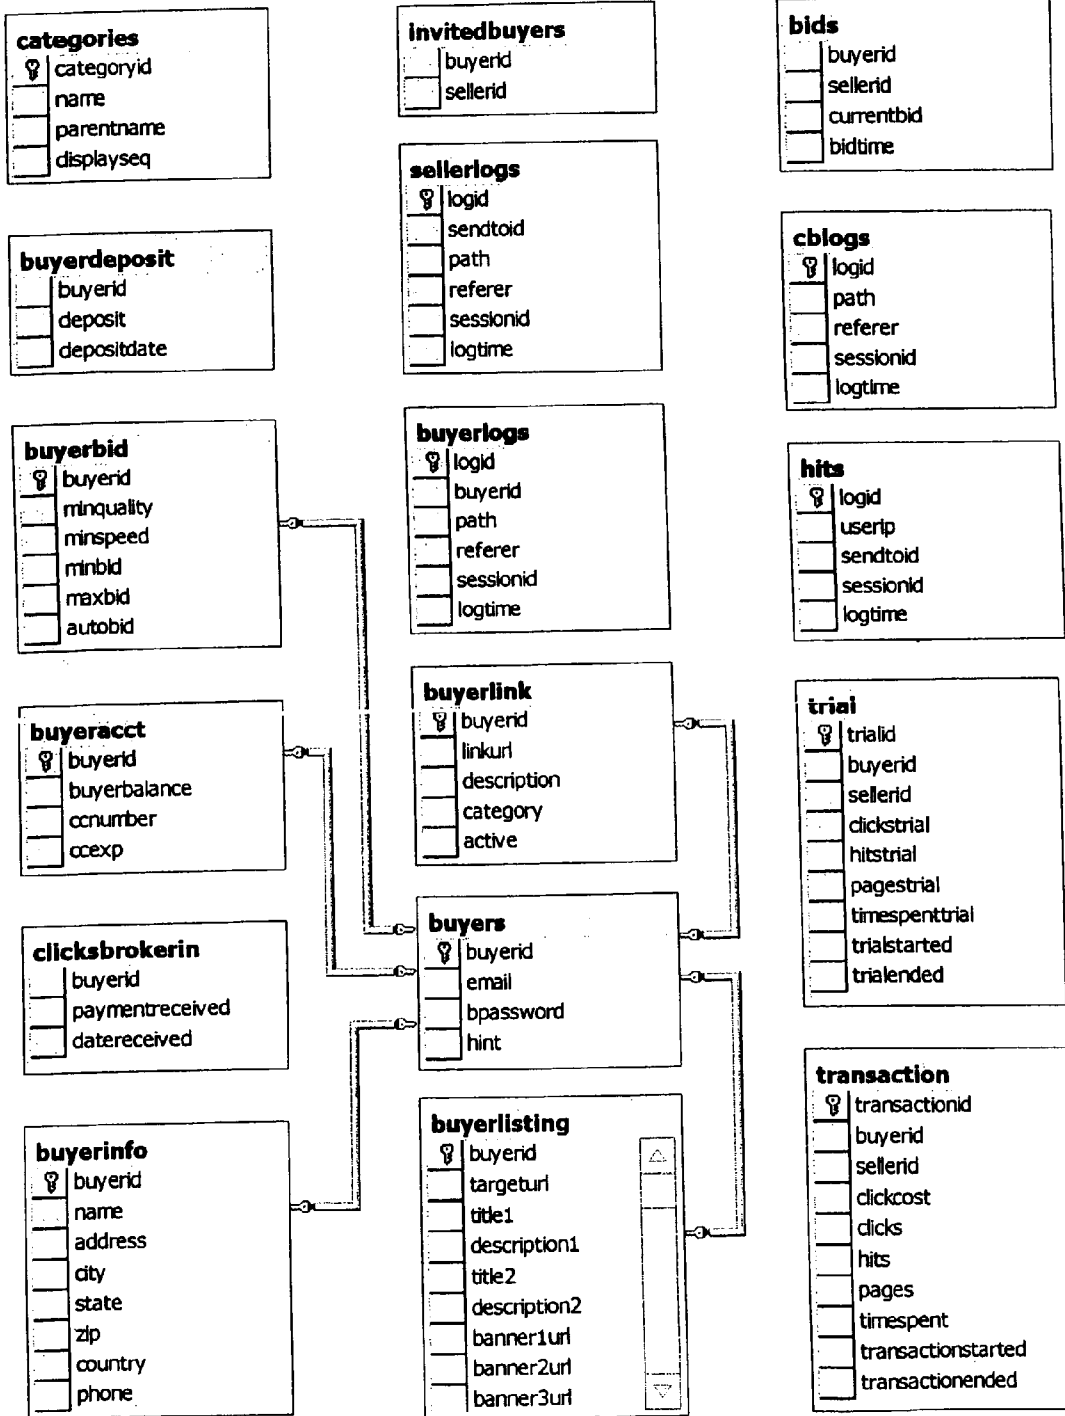 categories
categoryid
name
parentname
displayseq
buyerdeposit
buyerid
deposit
depositdate
buyerbid
buyerid
minquality
minspeed
minbid
maxbid
autobid
buyeracct
buyerid
buyerbalance
ccnumber
ccexp
clicksbrokerin
buyerid
paymentreceived
datereceived
buyerinfo
buyerid
name
address
city
state
zip
country
phone
invitedbuyers
buyerid
sellerid
sellerlogs
logid
sendtoid
path
referer
sessionid
logtime
buyerlogs
logid
buyerid
path
referer
sessionid
logtime
buyerlink
buyerid
linkurl
description
category
active
buyers
buyerid
email
bpassword
hint
buyerlisting
buyerid
targeturl
title1
description1
title2
description2
banner1url
banner2url
banner3url
bids
buyerid
sellerid
currentbid
bidtime
cblogs
logid
path
referer
sessionid
logtime
hits
logid
userip
sendtoid
sessionid
logtime
trial
trialid
buyerid
sellerid
clickstrial
hitstrial
pagestrial
timespenttrial
trialstarted
trialended
transaction
transactionid
buyerid
sellerid
clickcost
clicks
hits
pages
timespent
transactionstarted
transactionended